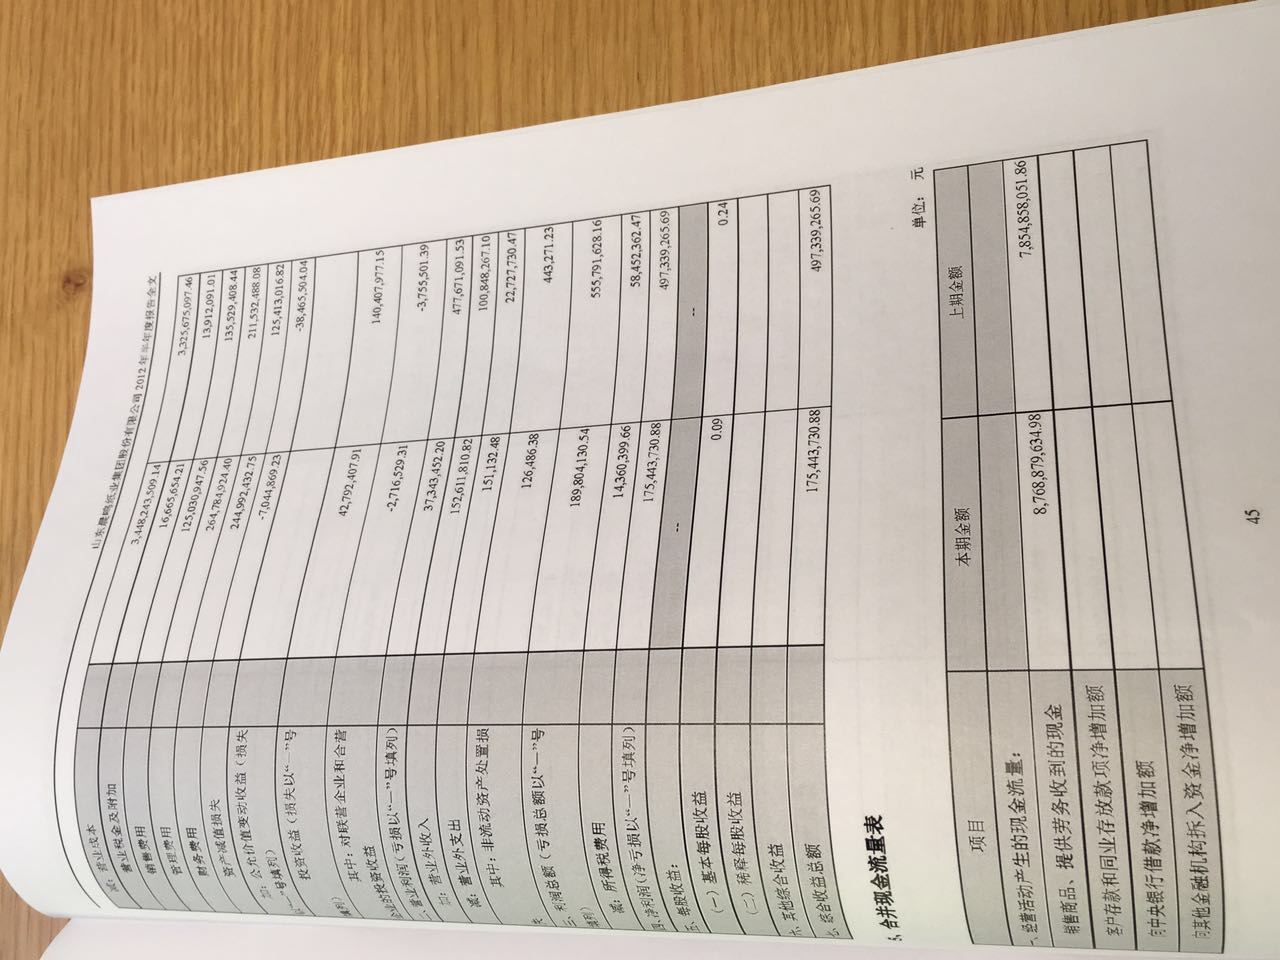 山东晨鸣纸业集团股份有限公司 2012 年半年度报告全文
减：营业成本 3,448,243,509.14 3,325,675,097.46
营业税金及附加 16,665,654.21 13,912,091.01
销售费用 125,030,947.56 135,529,408.44
管理费用 264,784,924.40 211,532,488.08
财务费用 244,992,432.75 125,413,016.82
资产减值损失 -7,044,869.23 -38,465,504.04
加：公允价值变动收益（损失
以“－”号填列）
投资收益（损失以“－”号
填列） 42,792,407.91 140,407,977.15
其中：对联营企业和合营
企业的投资收益 -2,716,529.31 -3,755,501.39
二、营业利润（亏损以“－”号填列） 37,343,452.20 477,671,091.53
加：营业外收入 152,611,810.82 100,848,267.10
减：营业外支出 151,132.48 22,727,730.47
其中：非流动资产处置损
失 126,486.38 443,271.23
三、利润总额（亏损总额以“－”号
填列） 189,804,130.54 555,791,628.16
减：所得税费用 14,360,399.66 58,452,362.47
四、净利润（净亏损以“－”号填列） 175,443,730.88 497,339,265.69
五、每股收益： -- --
（一）基本每股收益 0.09 0.24
（二）稀释每股收益
六、其他综合收益
七、综合收益总额 175,443,730.88 497,339,265.69
5、合并现金流量表
单位： 元
项目 本期金额 上期金额
一、经营活动产生的现金流量：
销售商品、提供劳务收到的现金 8,768,879,634.98 7,854,858,051.86
客户存款和同业存放款项净增加额
向中央银行借款净增加额
向其他金融机构拆入资金净增加额
45